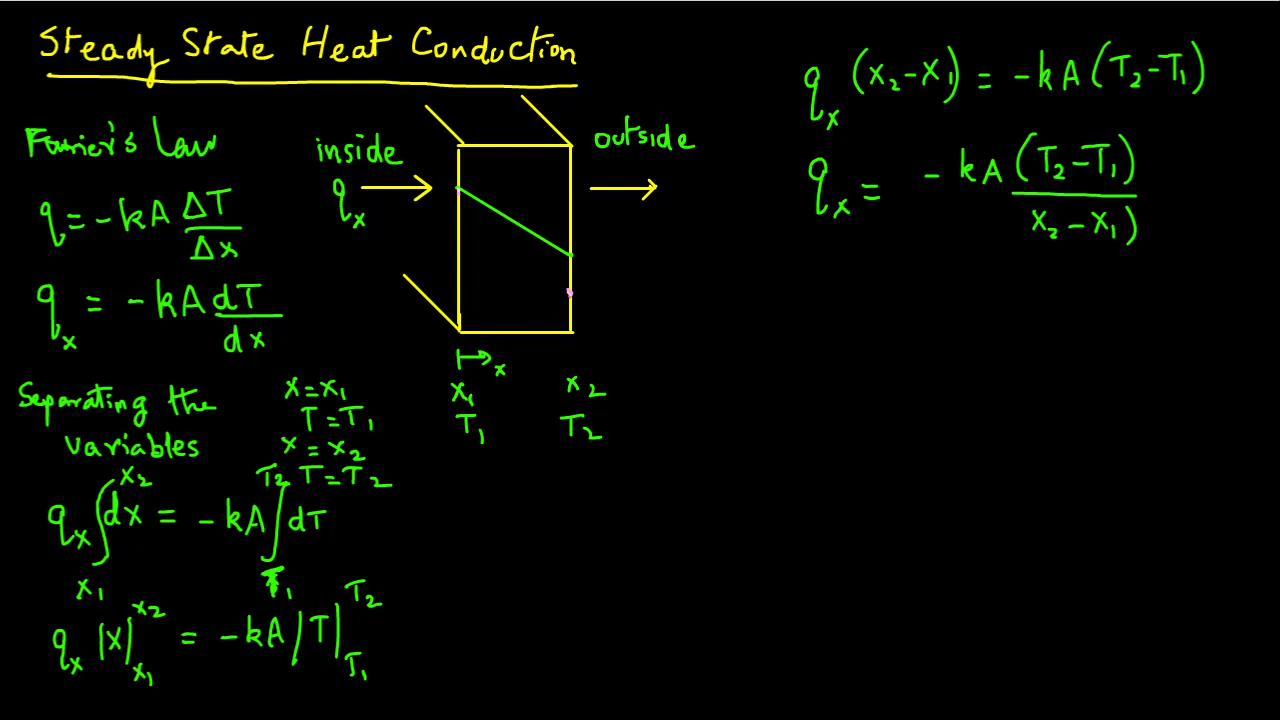 Steady State Heat Conduction
Fourier's Law
q = -kA ΔT/Δx
qₓ = -kA dT/dx
inside
qₓ
outside
x
x₁ x₂
T₁ T₂
Separating the
variables
x = x₁
T = T₁
x = x₂
T = T₂
qₓ ∫_{x₁}^{x₂} dx = -kA ∫_{T₁}^{T₂} dT
qₓ |x|_{x₁}^{x₂} = -kA |T|_{T₁}^{T₂}
qₓ (x₂-x₁) = -kA (T₂-T₁)
qₓ = -kA (T₂-T₁)/x₂-x₁)